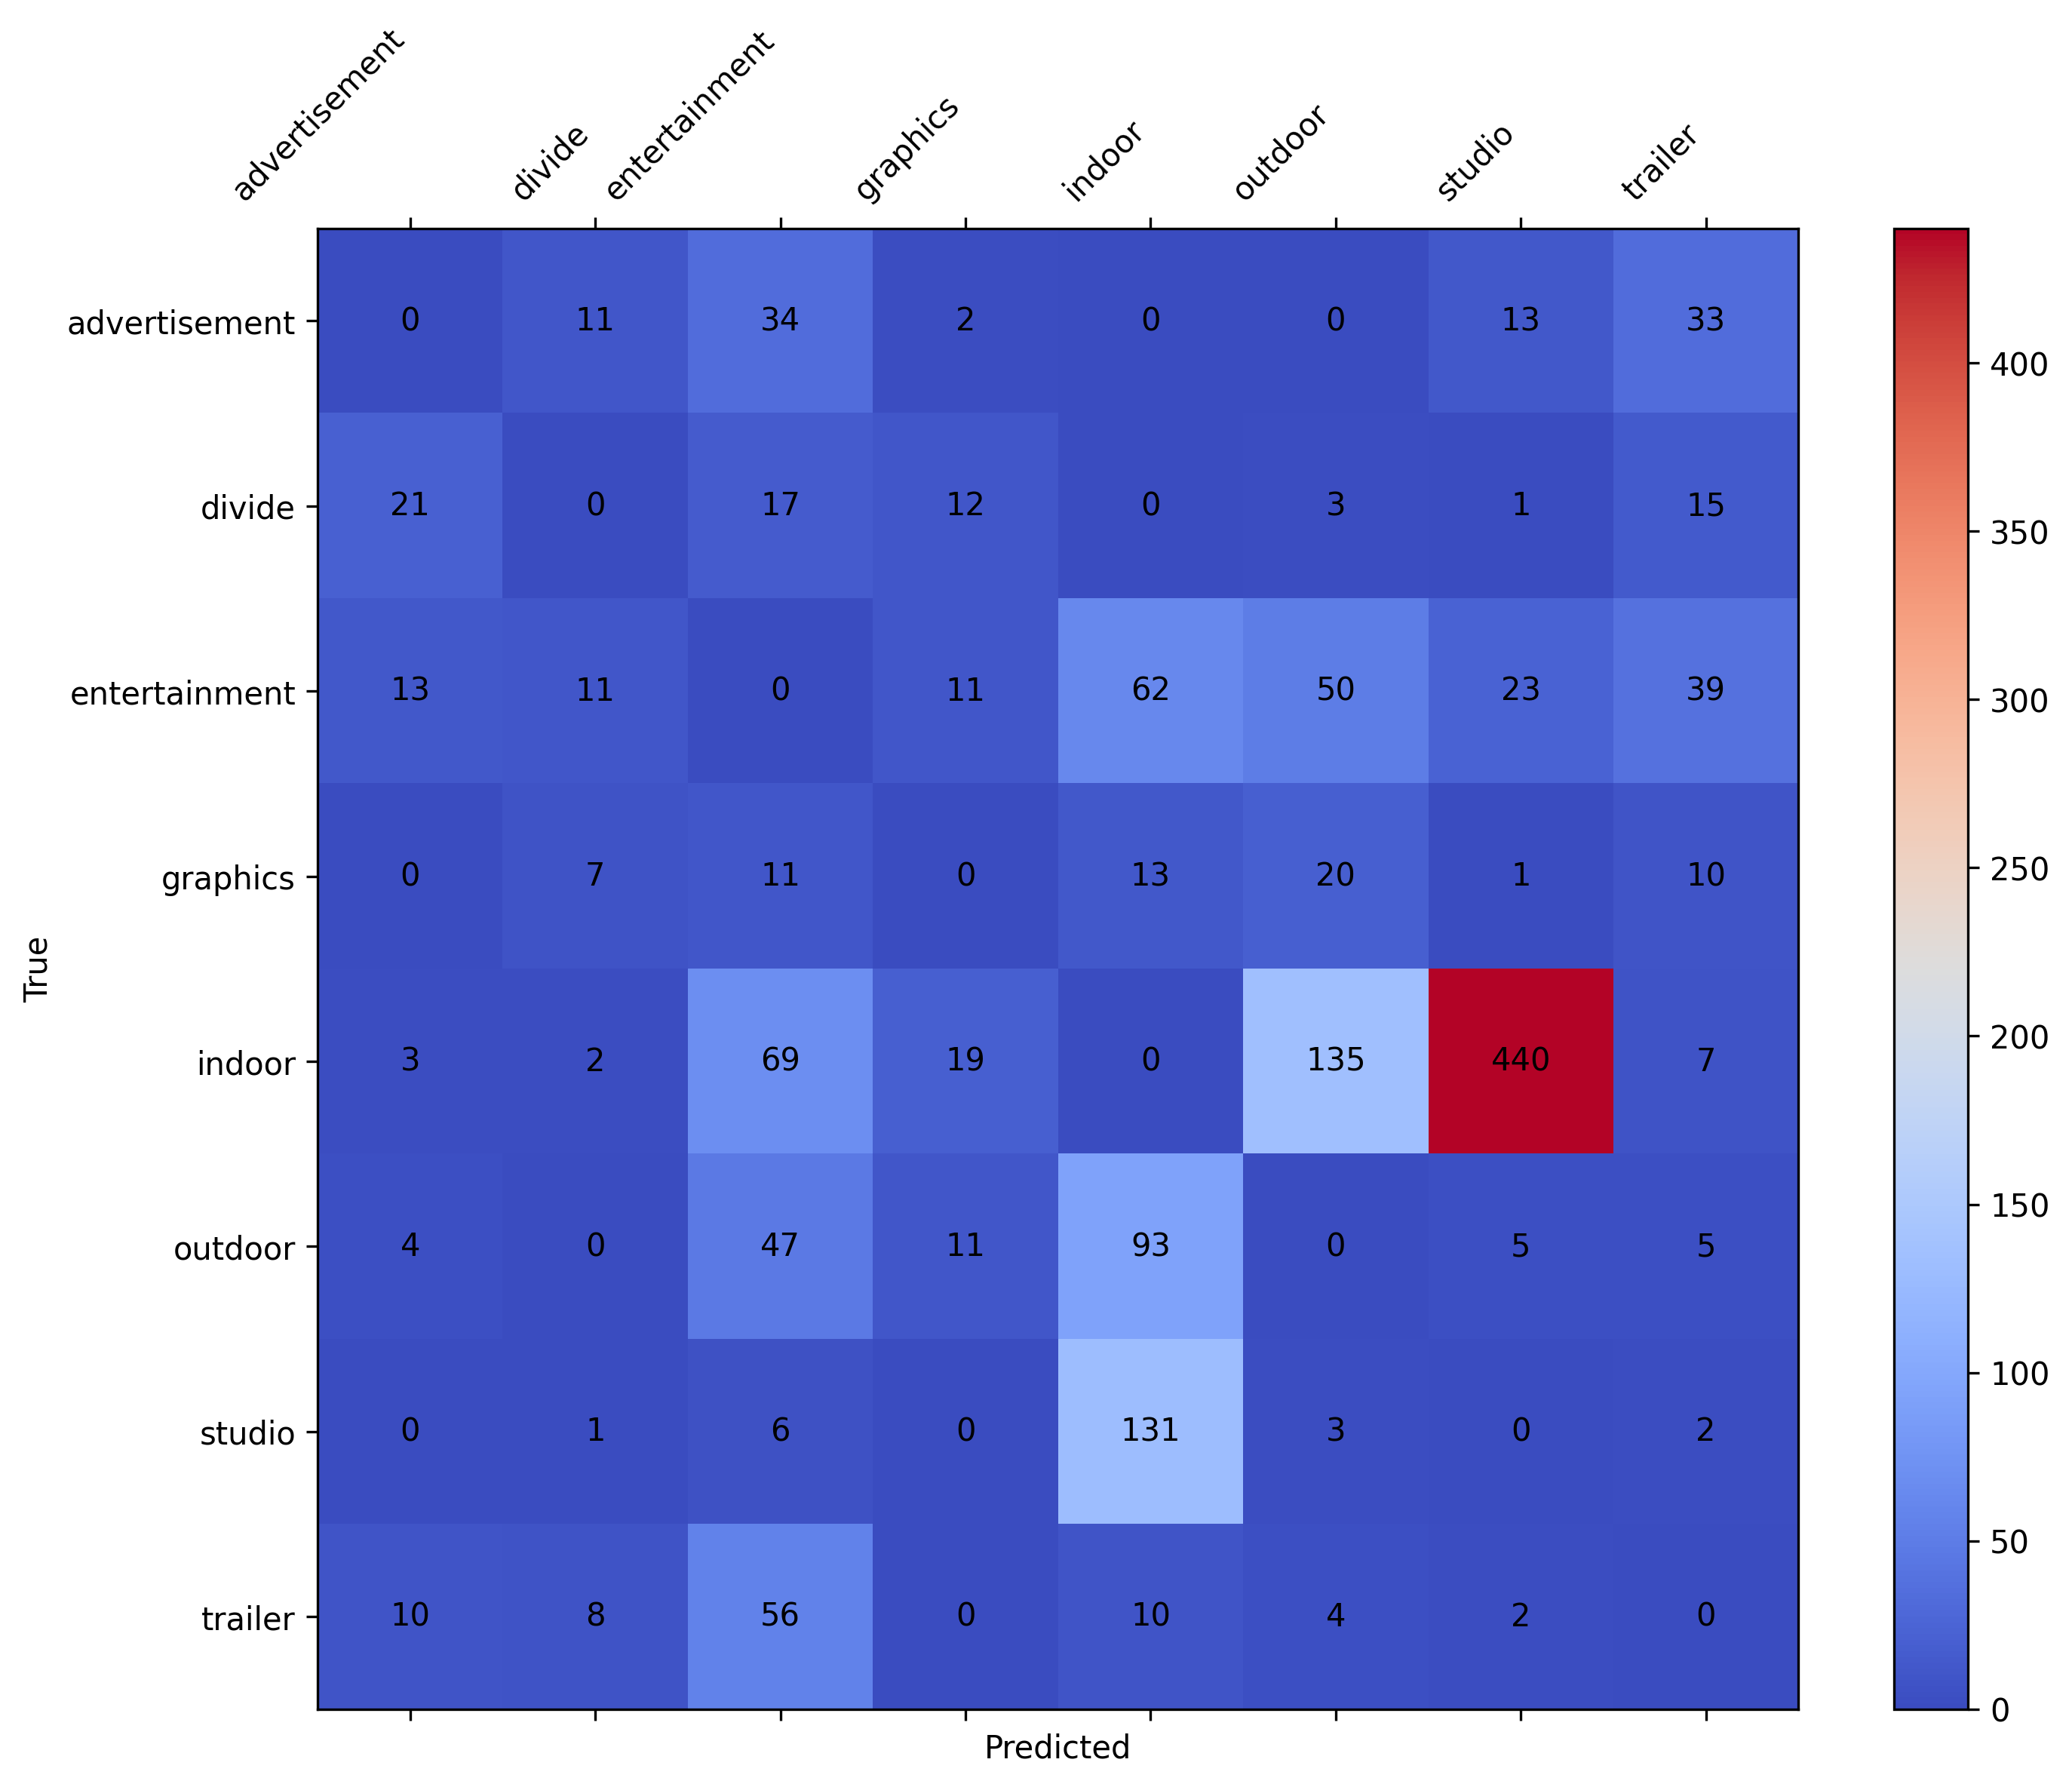 advertisement divide entertainment graphics indoor outdoor studio trailer
advertisement 0 11 34 2 0 0 13 33
400
divide 21 0 17 12 0 3 1 15
350
entertainment 13 11 0 11 62 50 23 39
300
graphics 0 7 11 0 13 20 1 10
250
True
indoor 3 2 69 19 0 135 440 7
200
outdoor 4 0 47 11 93 0 5 5
150
100
studio 0 1 6 0 131 3 0 2
50
trailer 10 8 56 0 10 4 2 0
0
Predicted